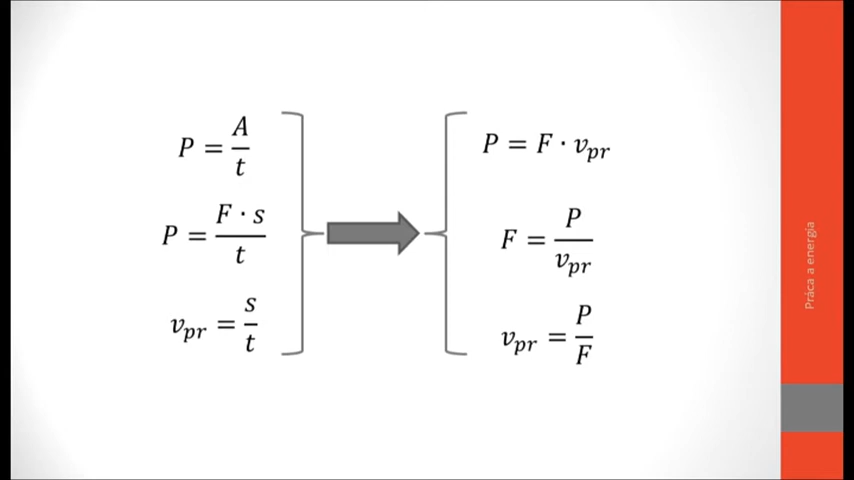 P = A/t
P = F · s/t
v_pr = s/t
P = F · v_pr
F = P/v_pr
v_pr = P/F
Práca a energia